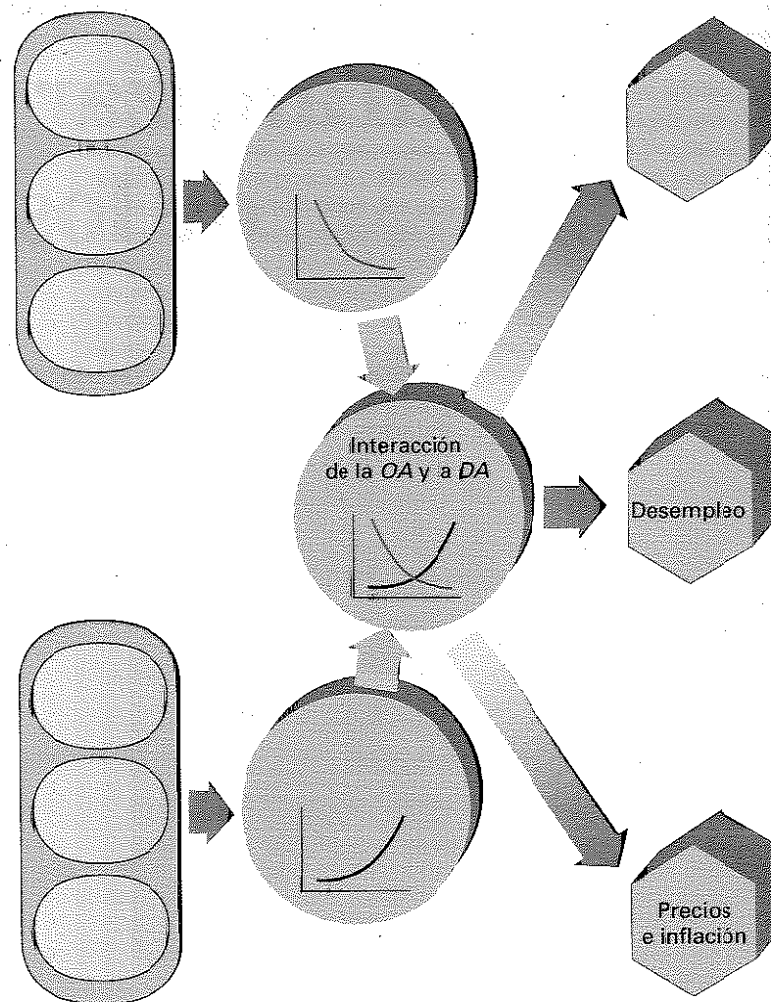 Interacción
de la OA y a DA
Desempleo
Precios
e inflación